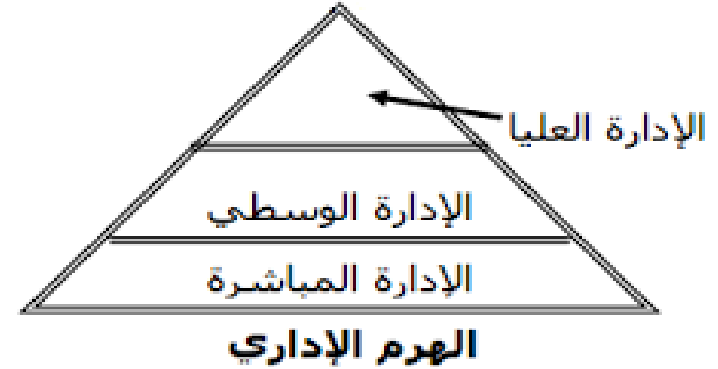 الإدارة العليا
الإدارة الوسطي
الإدارة المباشرة
الهرم الإداري